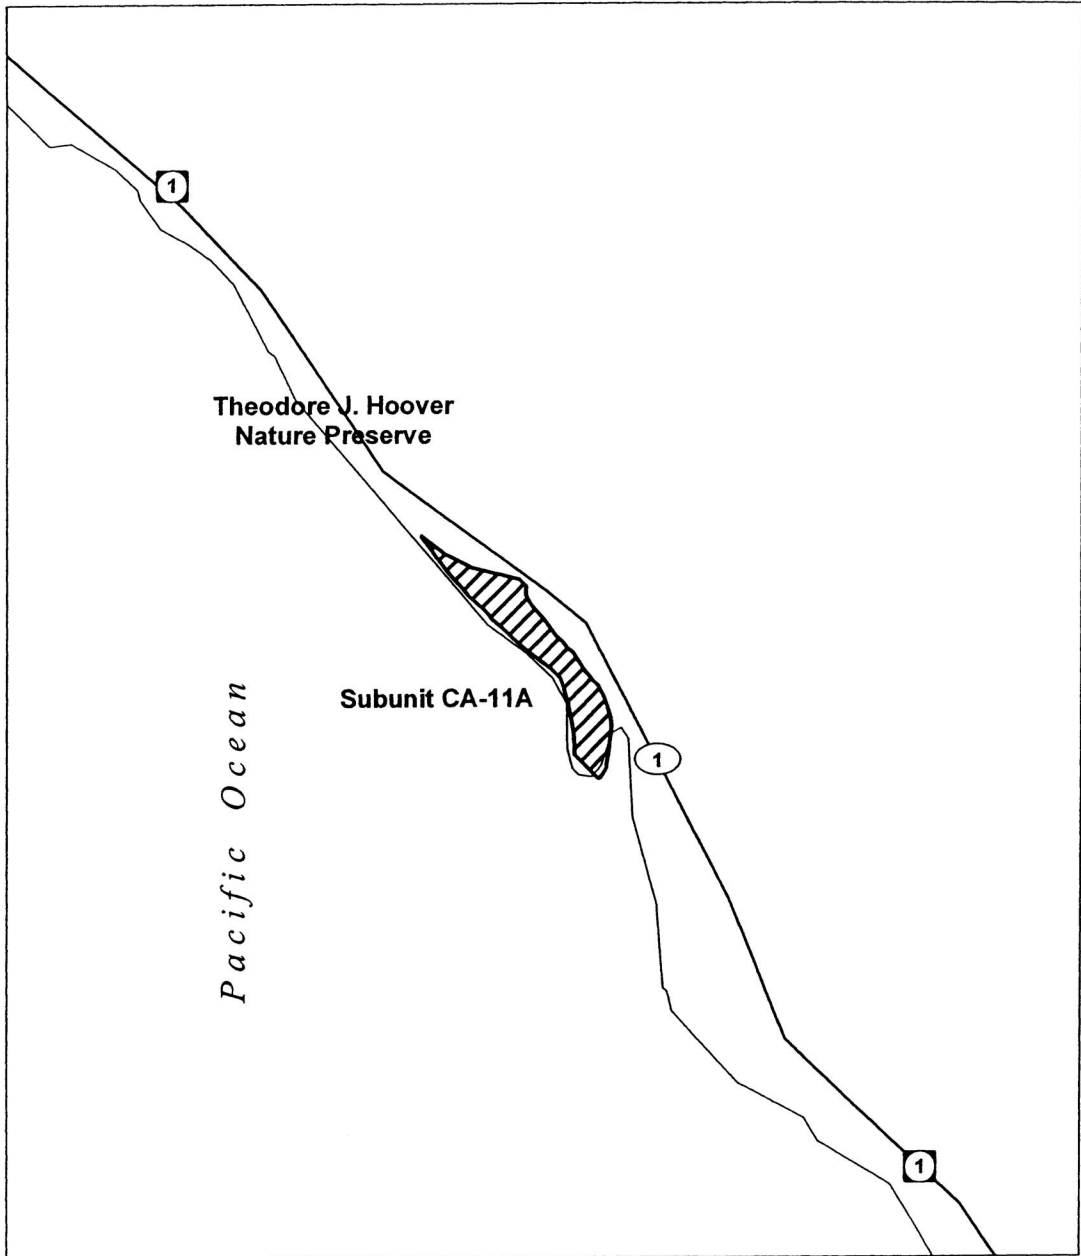 1
Theodore J. Hoover
Nature Preserve
Subunit CA-11A
1
Pacific Ocean
1